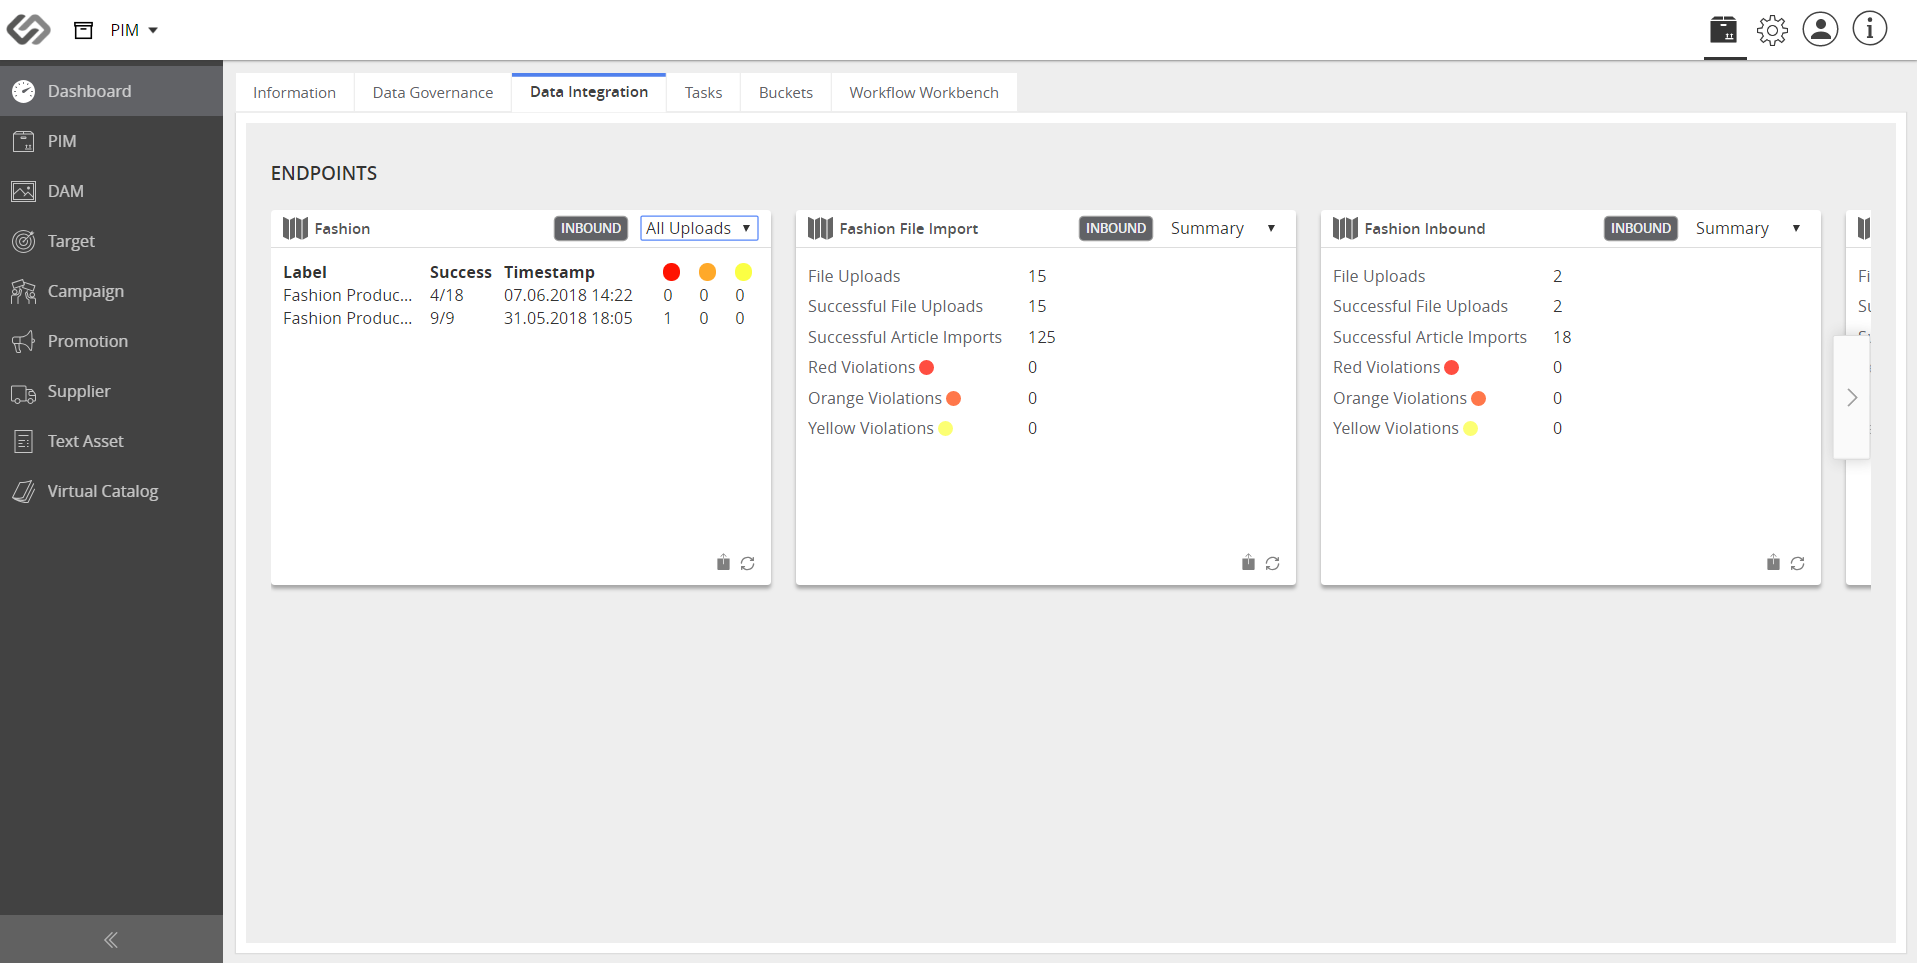 PIM
Dashboard
PIM
DAM
Target
Campaign
Promotion
Supplier
Text Asset
Virtual Catalog
Information Data Governance Data Integration Tasks Buckets Workflow Workbench
ENDPOINTS
Fashion INBOUND All Uploads
Label Success Timestamp
Fashion Produc... 4/18 07.06.2018 14:22 0 0 0
Fashion Produc... 9/9 31.05.2018 18:05 1 0 0
Fashion File Import INBOUND Summary
File Uploads 15
Successful File Uploads 15
Successful Article Imports 125
Red Violations 0
Orange Violations 0
Yellow Violations 0
Fashion Inbound INBOUND Summary
File Uploads 2
Successful File Uploads 2
Successful Article Imports 18
Red Violations 0
Orange Violations 0
Yellow Violations 0